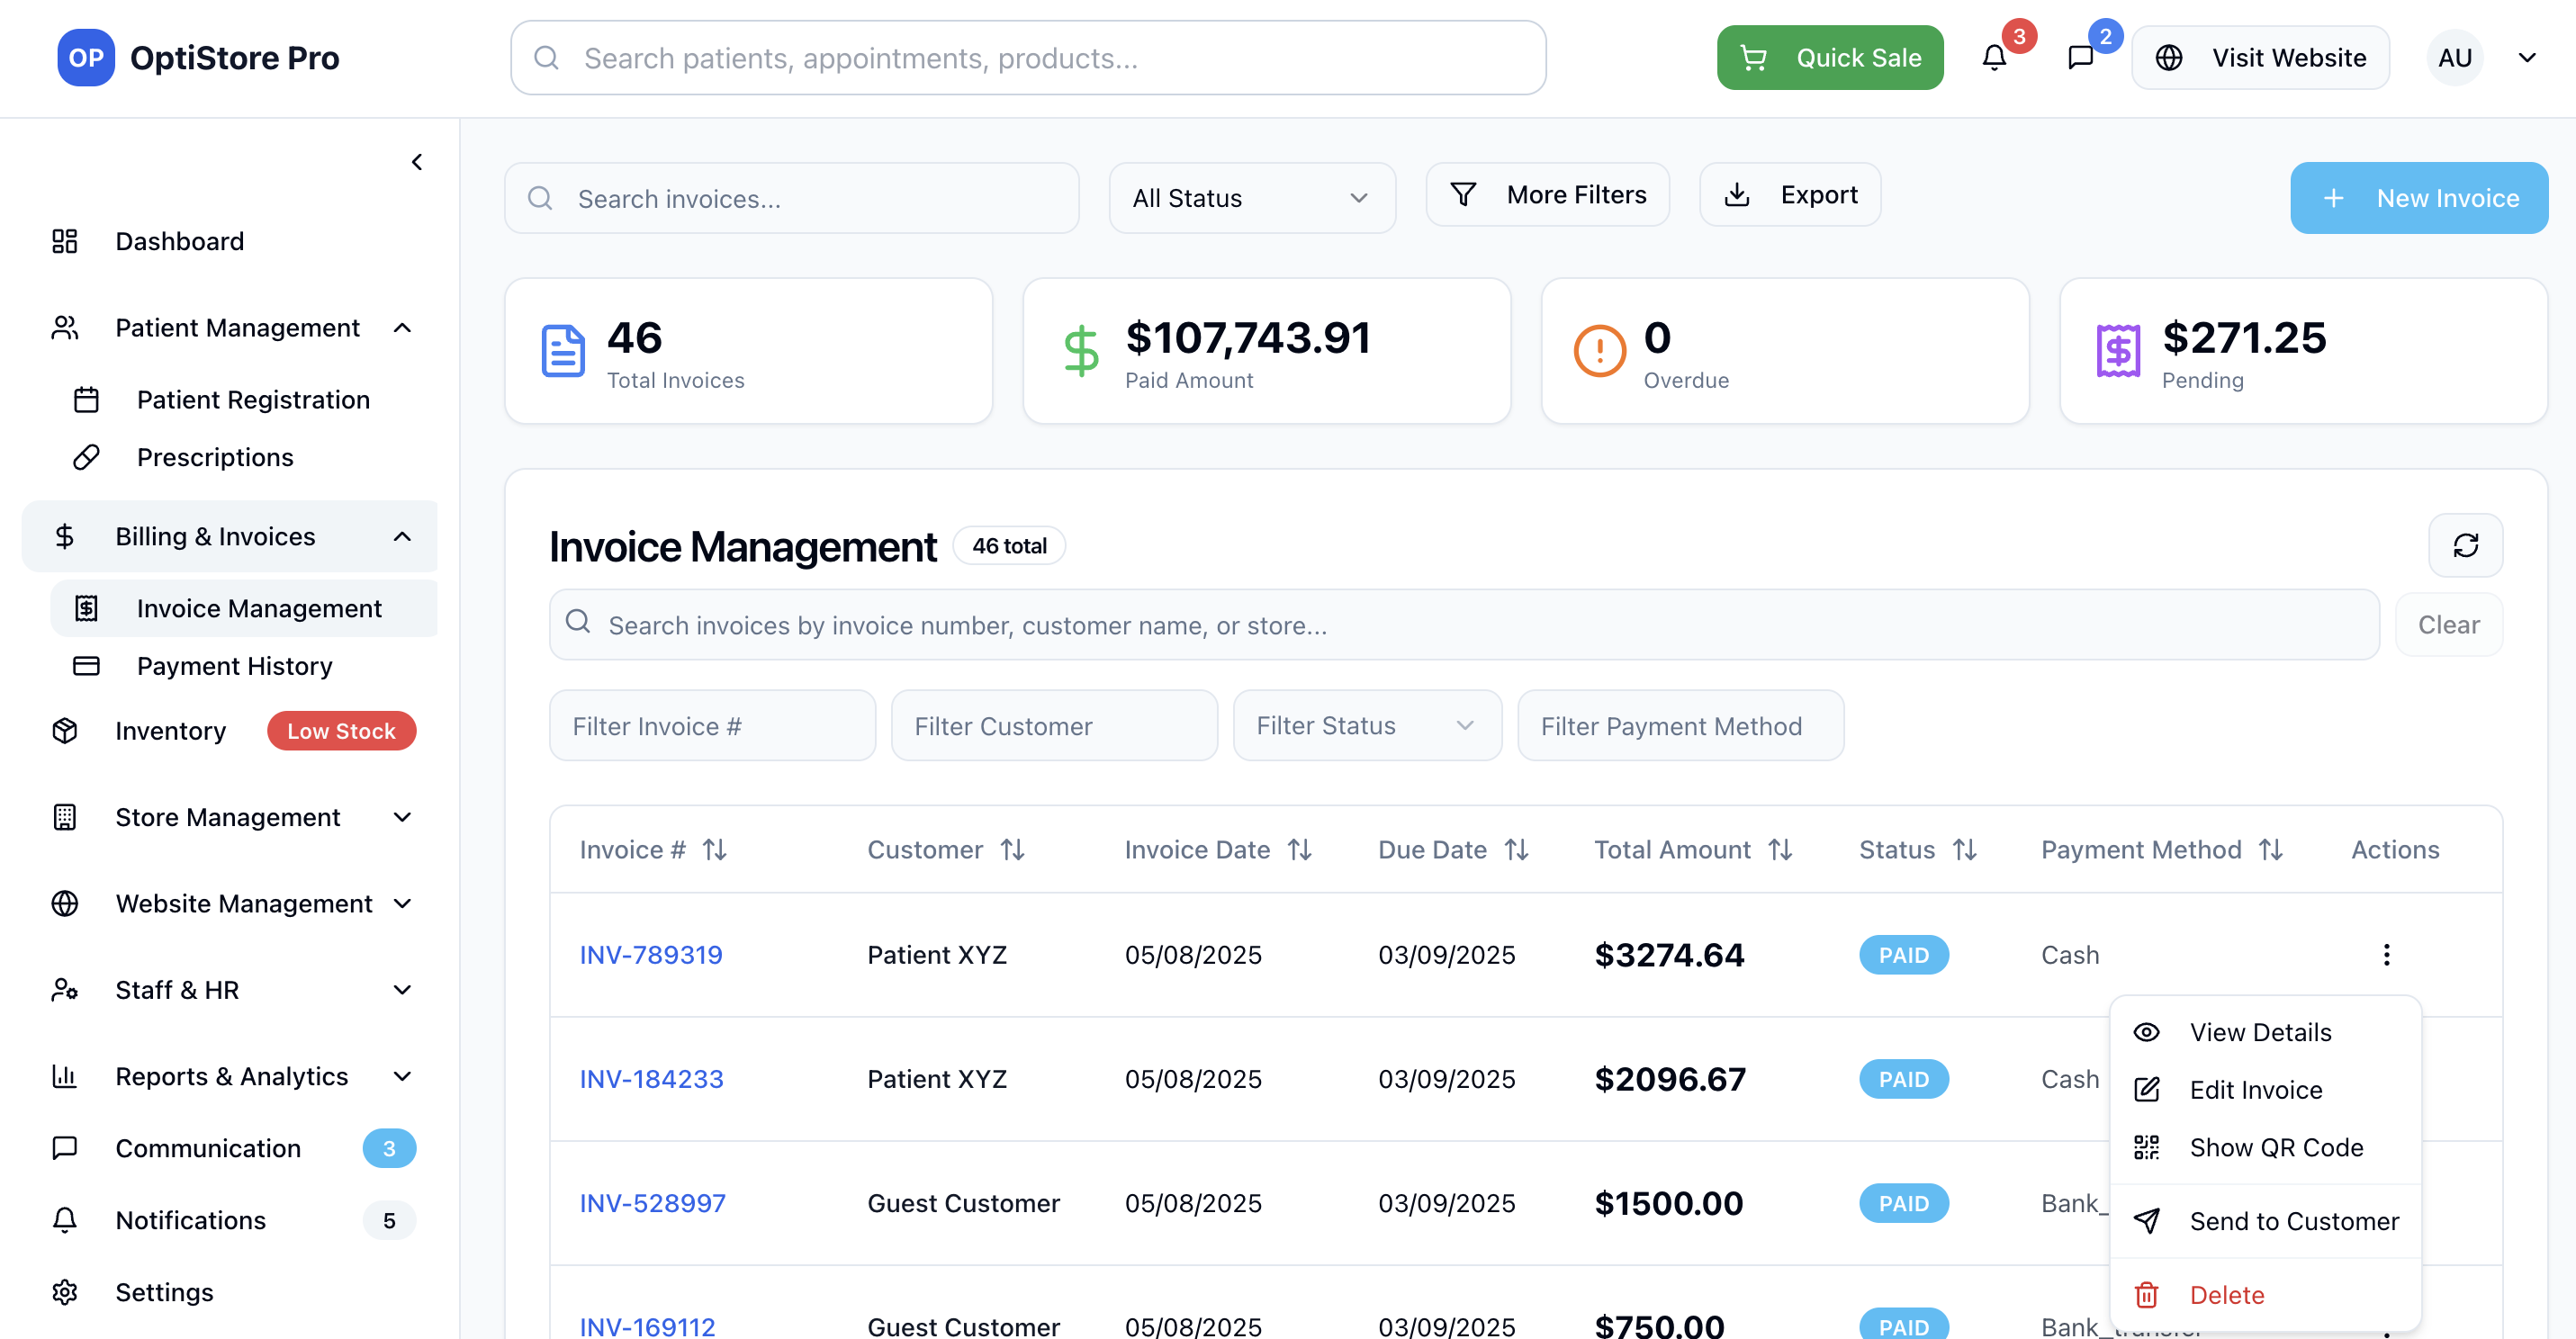 OP OptiStore Pro
Search patients, appointments, products...
Quick Sale
3
2
Visit Website
AU
Dashboard
Patient Management
Patient Registration
Prescriptions
Billing & Invoices
Invoice Management
Payment History
Inventory Low Stock
Store Management
Website Management
Staff & HR
Reports & Analytics
Communication 3
Notifications 5
Settings
Search invoices...
All Status
More Filters
Export
New Invoice
46
Total Invoices
$107,743.91
Paid Amount
0
Overdue
$271.25
Pending
Invoice Management 46 total
Search invoices by invoice number, customer name, or store...
Clear
Filter Invoice # Filter Customer Filter Status Filter Payment Method
Invoice # Customer Invoice Date Due Date Total Amount Status Payment Method Actions
INV-789319 Patient XYZ 05/08/2025 03/09/2025 $3274.64 PAID Cash
INV-184233 Patient XYZ 05/08/2025 03/09/2025 $2096.67 PAID Cash
INV-528997 Guest Customer 05/08/2025 03/09/2025 $1500.00 PAID Bank_
INV-169112 Guest Customer 05/08/2025 03/09/2025 $750.00 PAID Bank_transfer
View Details
Edit Invoice
Show QR Code
Send to Customer
Delete